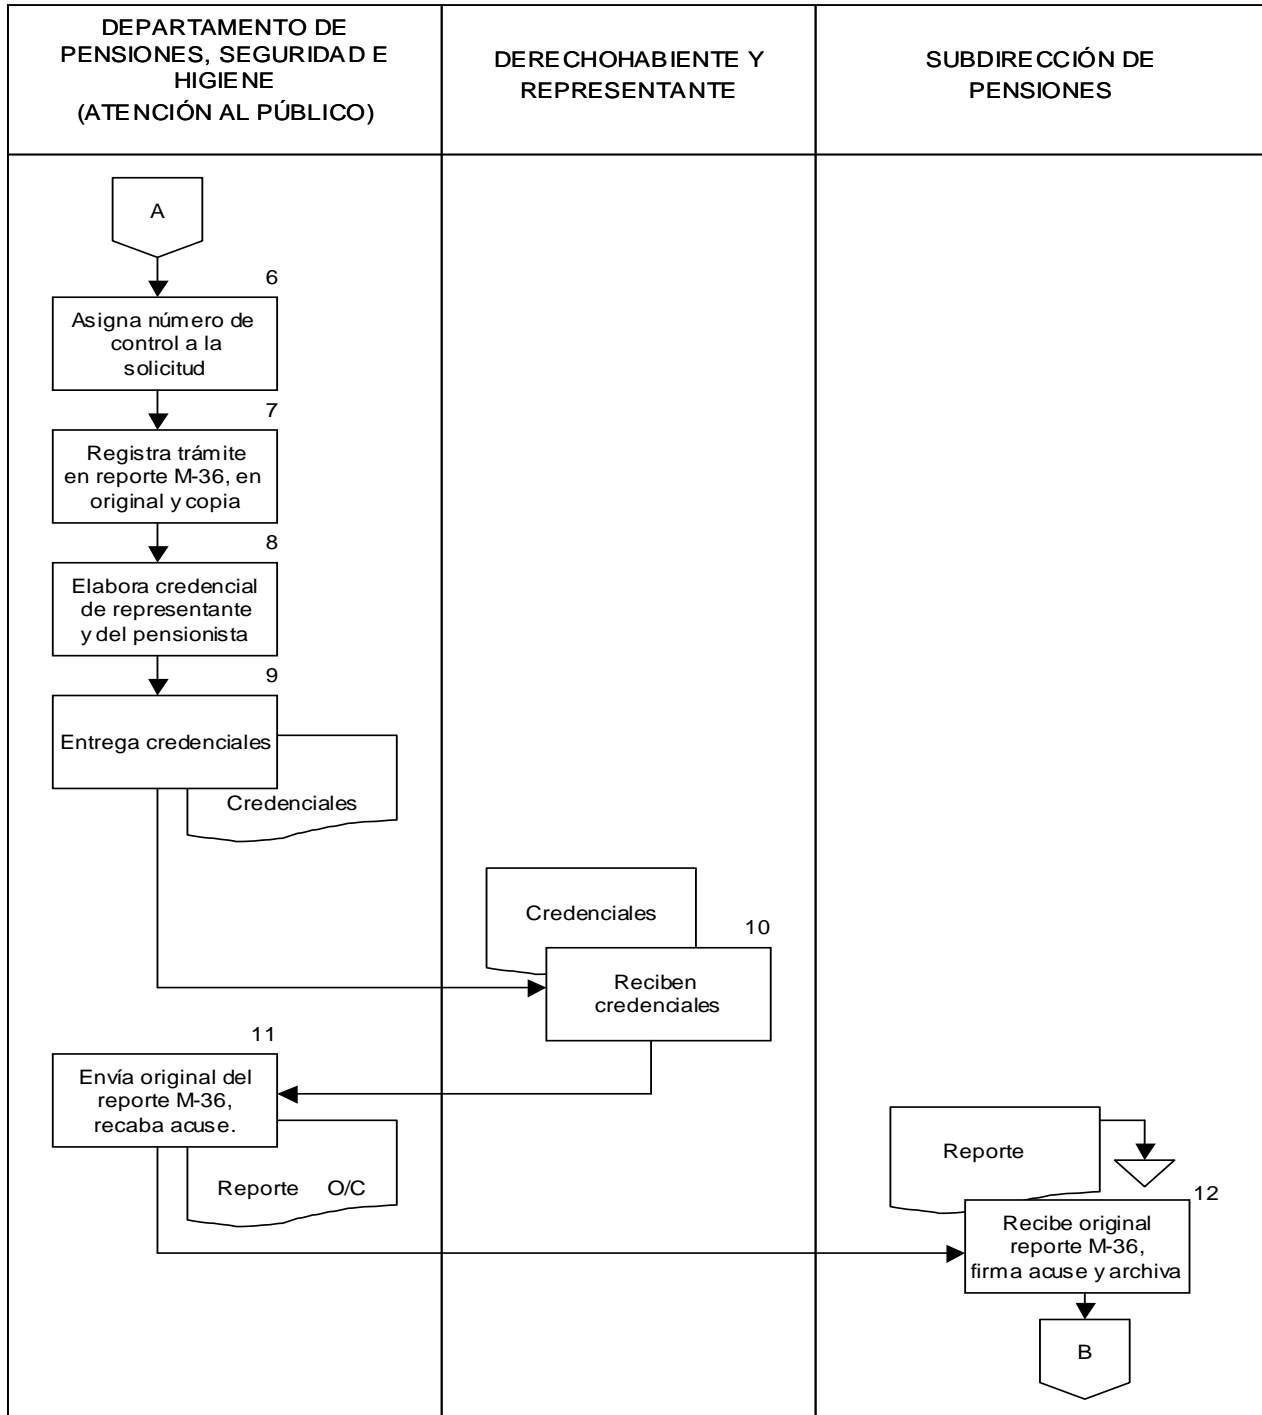 DEPARTAMENTO DE
PENSIONES, SEGURIDAD E
HIGIENE
(ATENCIÓN AL PÚBLICO)
DERECHOHABIENTE Y
REPRESENTANTE
SUBDIRECCIÓN DE
PENSIONES
A
6
Asigna número de
control a la
solicitud
7
Registra trámite
en reporte M-36, en
original y copia
8
Elabora credencial
de representante
y del pensionista
9
Entrega credenciales
Credenciales
Credenciales
10
Reciben
credenciales
11
Envía original del
reporte M-36,
recaba acuse.
Reporte O/C
Reporte
12
Recibe original
reporte M-36,
firma acuse y archiva
B